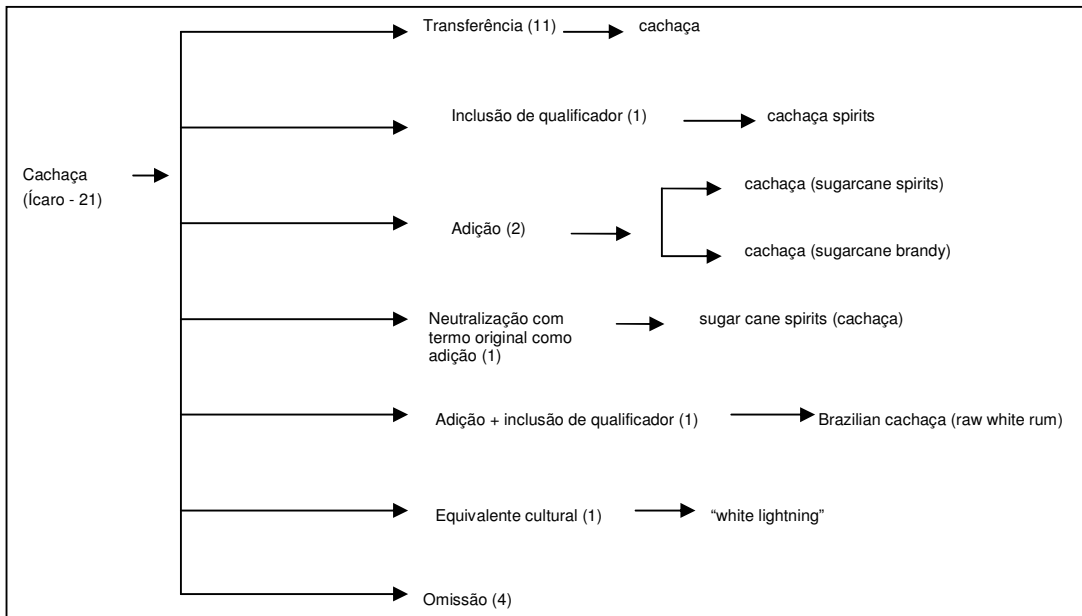 Transferência (11)
cachaça
Inclusão de qualificador (1)
cachaça spirits
Cachaça
(Ícaro - 21)
cachaça (sugarcane spirits)
Adição (2)
cachaça (sugarcane brandy)
Neutralização com
termo original como
adição (1)
sugar cane spirits (cachaça)
Adição + inclusão de qualificador (1)
Brazilian cachaça (raw white rum)
Equivalente cultural (1)
“white lightning”
Omissão (4)